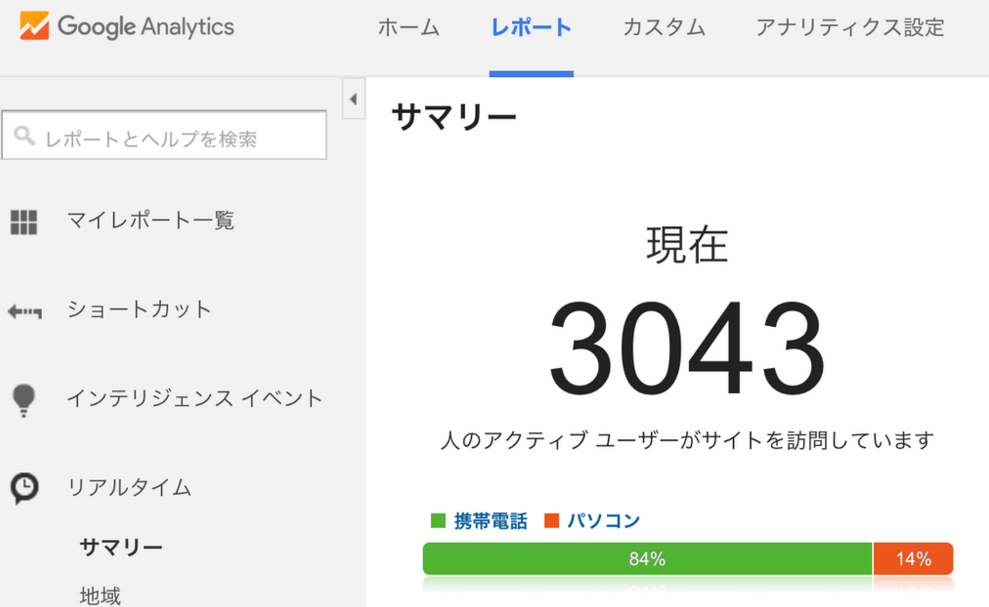 Google Analytics
ホーム
レポート
カスタム
アナリティクス設定
レポートとヘルプを検索
マイレポート一覧
ショートカット
インテリジェンス イベント
リアルタイム
サマリー
地域
サマリー
現在
3043
人のアクティブ ユーザーがサイトを訪問しています
携帯電話 パソコン
84% 14%